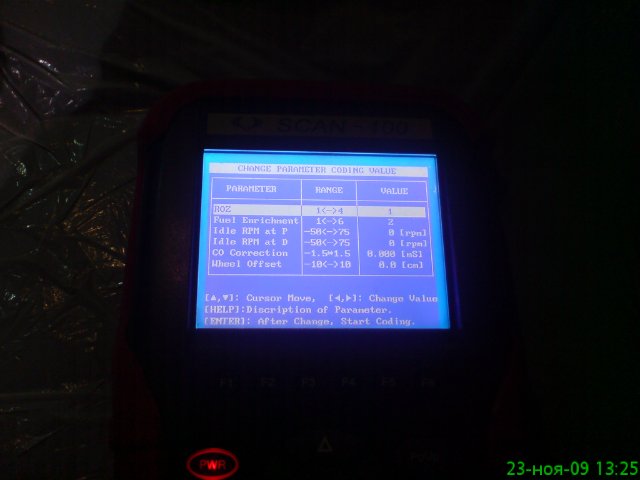 SCAN-100
CHANGE PARAMETER CODING VALUE
PARAMETER RANGE VALUE
ROZ 1<->4 1
Fuel Enrichment 1<->6 2
Idle RPM at P -50<->75 0 [rpm]
Idle RPM at D -50<->75 0 [rpm]
CO Correction -1.5*1.5 0.000 [mS]
Wheel Offset -10<->10 0.0 [cm]
[▲,▼]: Cursor Move, [◄,►]: Change Value
[HELP]:Discription of Parameter.
[ENTER]: After Change, Start Coding.
F1 F2 F3 F4 F5 F6
PWR
23-ноя-09 13:25